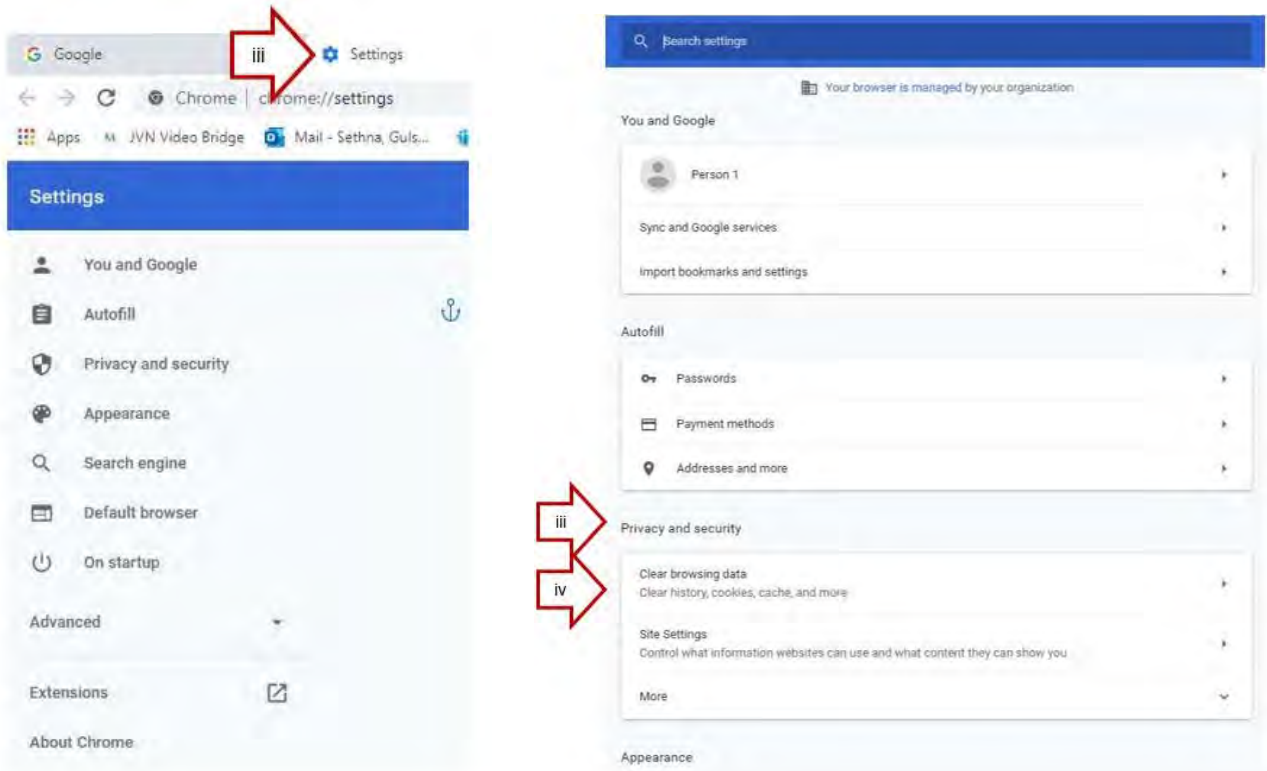 Google
iii
Settings
Chrome | chrome://settings
Apps
JVN Video Bridge
Mail - Sethna, Guls...
Settings
You and Google
Autofill
Privacy and security
Appearance
Search engine
Default browser
On startup
Advanced
Extensions
About Chrome
Search settings
Your browser is managed by your organization
You and Google
Person 1
Sync and Google services
Import bookmarks and settings
Autofill
Passwords
Payment methods
Addresses and more
iii
Privacy and security
iv
Clear browsing data
Clear history, cookies, cache, and more
Site Settings
Control what information websites can use and what content they can show you
More
Appearance